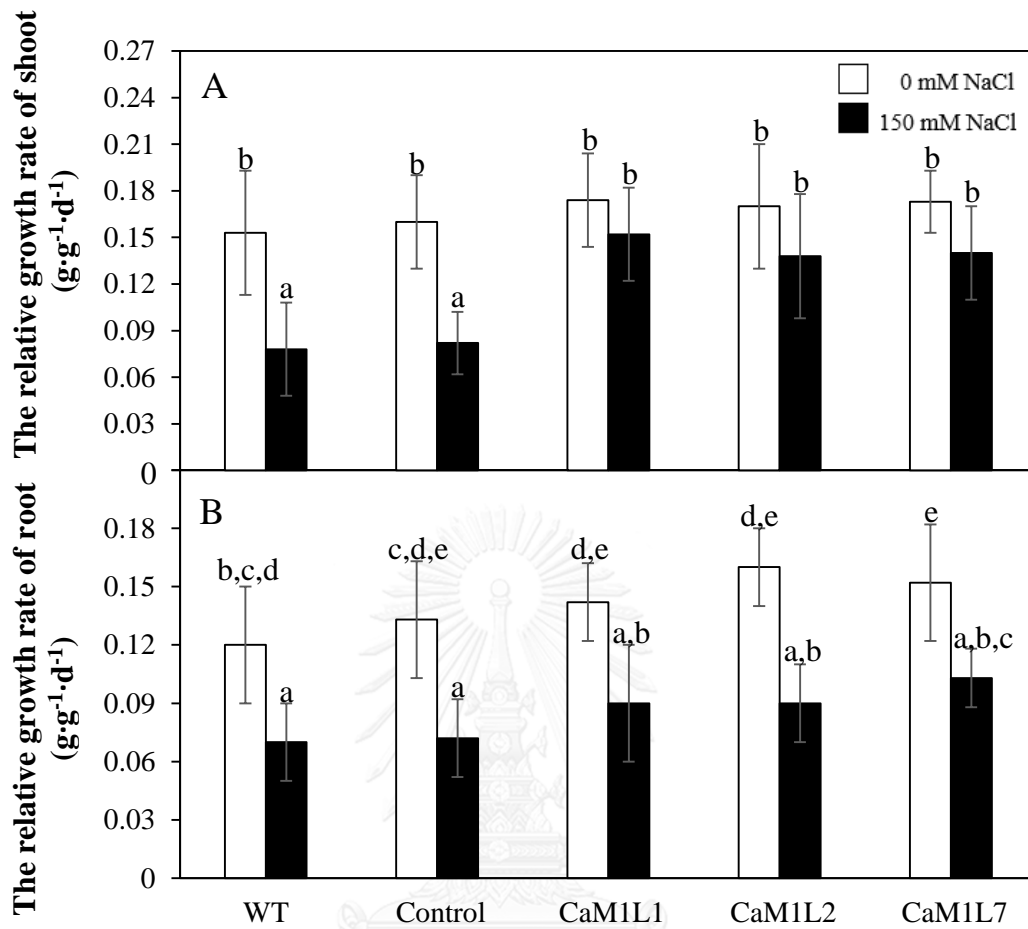 The relative growth rate of shoot
(g·g⁻¹·d⁻¹)
0.27
0.24
0.21
0.18
0.15
0.12
0.09
0.06
0.03
0
A
0 mM NaCl
150 mM NaCl
b
a
b
a
b
b
b
b
b
b
The relative growth rate of root
(g·g⁻¹·d⁻¹)
0.18
0.15
0.12
0.09
0.06
0.03
0
B
b,c,d
a
c,d,e
a
d,e
a,b
d,e
a,b
e
a,b,c
WT Control CaM1L1 CaM1L2 CaM1L7